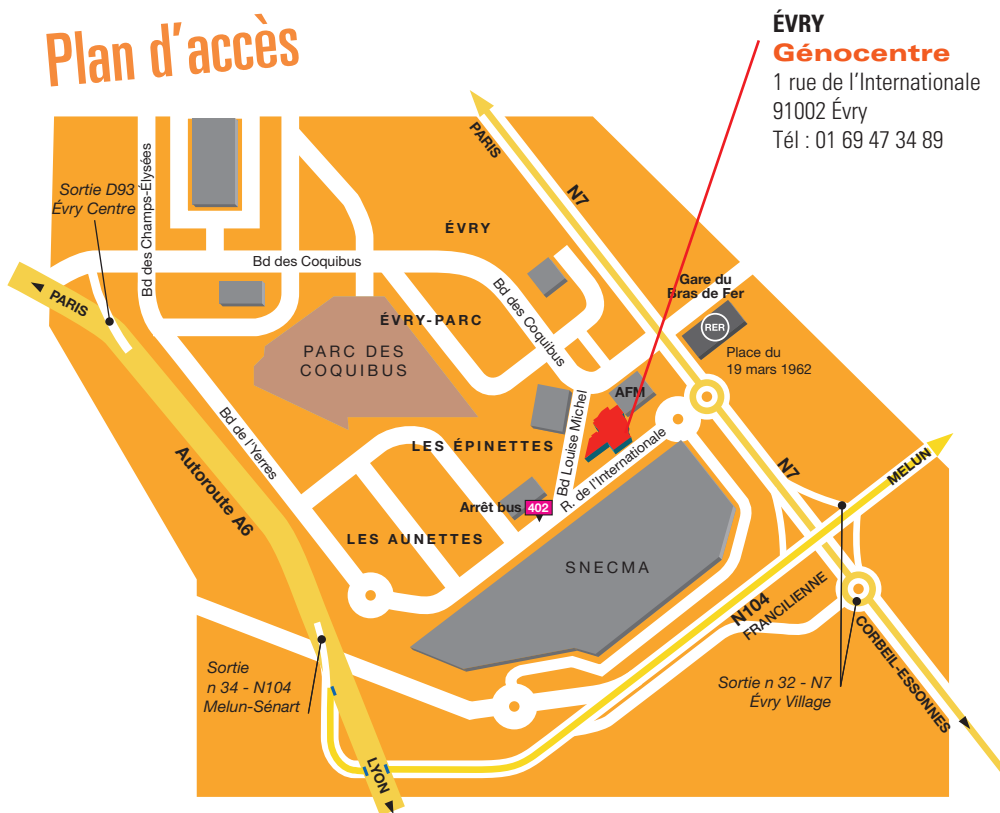 Plan d'accès
ÉVRY
Génocentre
1 rue de l'Internationale
91002 Évry
Tél : 01 69 47 34 89
PARIS
N7
Bd des Champs-Élysées
Sortie D93
Évry Centre
ÉVRY
Bd des Coquibus
Bd des Coquibus
Gare du
Bras de Fer
RER
Place du
19 mars 1962
PARIS
ÉVRY-PARC
PARC DES
COQUIBUS
AFM
Bd de l'Yerres
LES ÉPINETTES
Bd Louise Michel
R. de l'Internationale
Autoroute A6
N7
MELUN
Arrêt bus 402
LES AUNETTES
SNECMA
N104
FRANCILIENNE
CORBEIL-ESSONNES
Sortie
n 34 - N104
Melun-Sénart
Sortie n 32 - N7
Évry Village
LYON